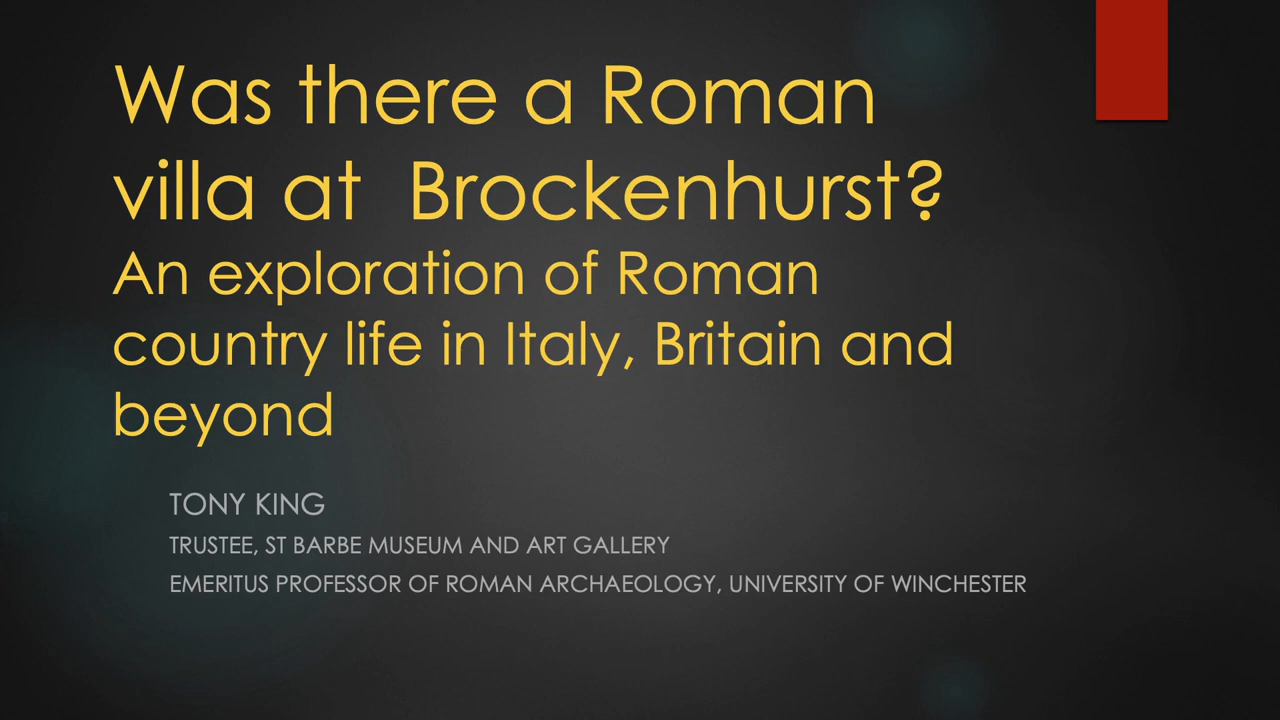 Was there a Roman
villa at  Brockenhurst?
An exploration of Roman
country life in Italy, Britain and
beyond
TONY KING
TRUSTEE, ST BARBE MUSEUM AND ART GALLERY
EMERITUS PROFESSOR OF ROMAN ARCHAEOLOGY, UNIVERSITY OF WINCHESTER